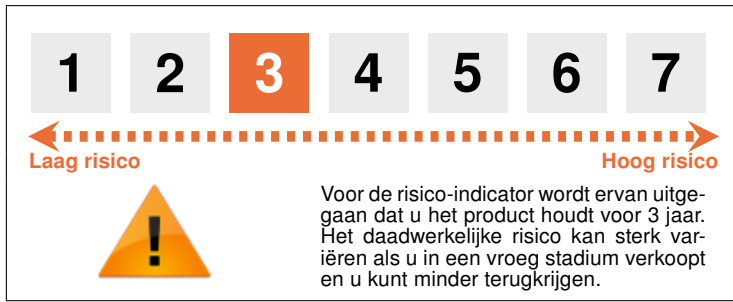 1 2 3 4 5 6 7
Laag risico Hoog risico
Voor de risico-indicator wordt ervan uitge-
gaan dat u het product houdt voor 3 jaar.
Het daadwerkelijke risico kan sterk var-
iëren als u in een vroeg stadium verkoopt
en u kunt minder terugkrijgen.